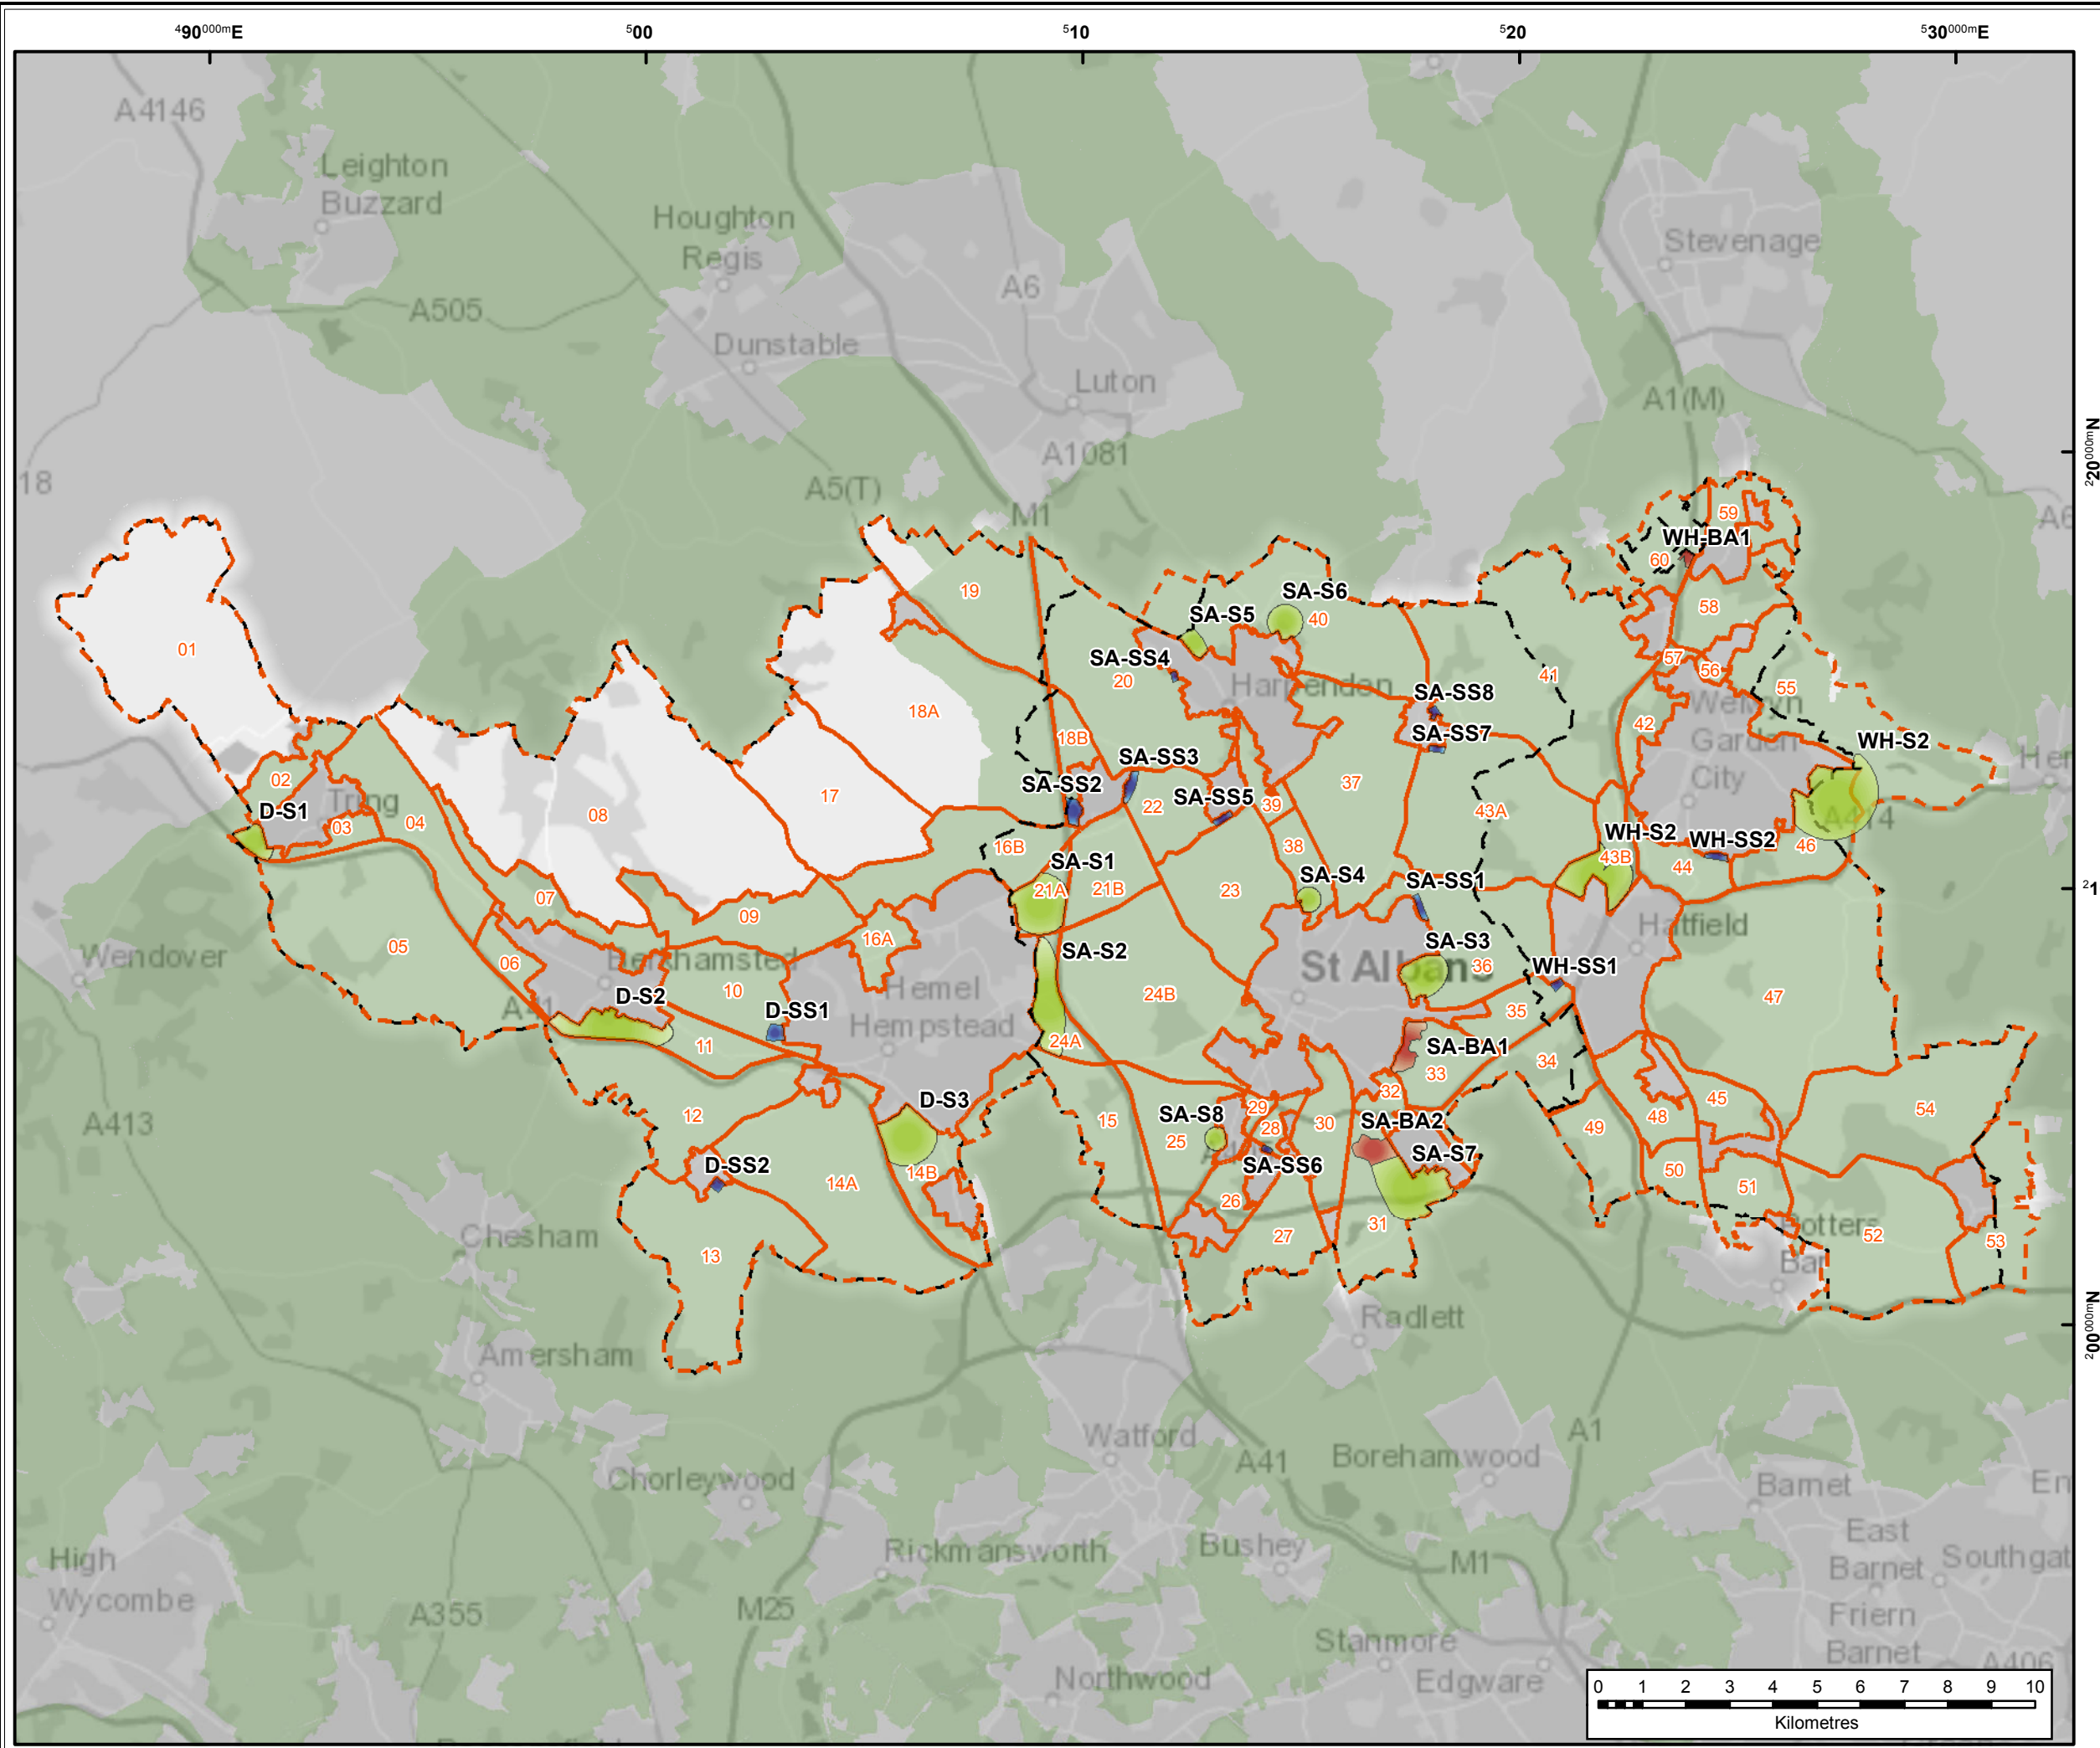 490000mE
500
510
520
530000mE
A4146
Leighton
Buzzard
Houghton
Regis
Stevenage
A6
A505
Dunstable
Luton
A1(M)
A1081
220000mN
18
A5(T)
M1
A6
59
WH-BA1
60
19
SA-S6
SA-S5
40
58
01
SA-SS4
20
57
56
41
Harpenden
55
SA-SS8
Welwyn
Garden
City
18A
42
SA-SS7
18B
WH-S2
Her
SA-SS3
02
SA-SS2
D-S1
Tring
03
04
08
17
22
SA-SS5
39
37
43A
A414
16B
38
WH-S2
WH-SS2
43B
44
46
SA-S1
21A
21B
SA-S4
SA-SS1
21
07
23
09
Hatfield
16A
Wendover
05
06
Berkhamsted
SA-S2
SA-S3
36
St Albans
WH-SS1
A41
D-S2
10
Hemel
Hempstead
24B
47
D-SS1
35
11
24A
SA-BA1
34
33
32
D-S3
12
15
SA-S8
25
29
28
30
SA-BA2
49
48
45
54
A413
D-SS2
14B
14A
SA-SS6
SA-S7
50
51
26
31
27
Chesham
13
Potters
Bar
52
53
Radlett
200000mN
Amersham
Watford
A41
Borehamwood
A1
Chorleywood
Barnet
En
High
Wycombe
Rickmansworth
Bushey
M1
East
Barnet
Southgat
A355
M25
Stanmore
Friern
Barnet
Northwood
Edgware
A406
0 1 2 3 4 5 6 7 8 9 10
Kilometres